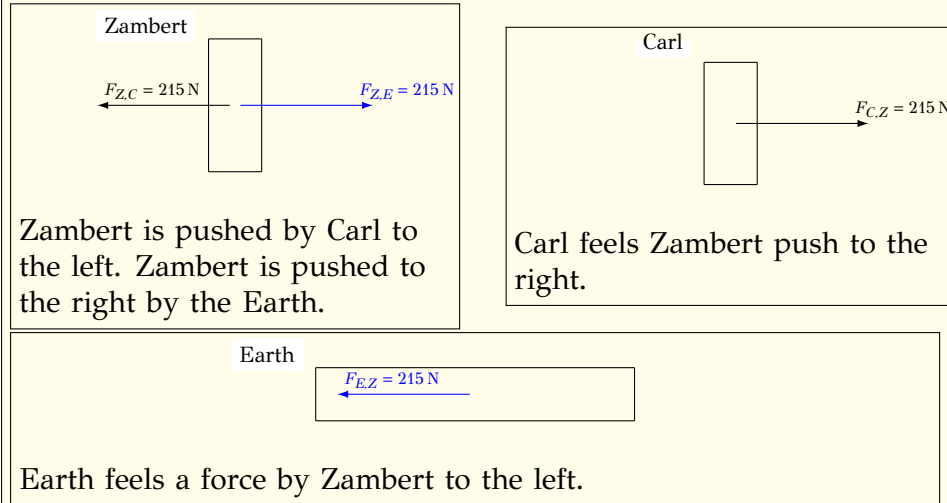 Zambert
F_{Z,C} = 215 N
F_{Z,E} = 215 N
Zambert is pushed by Carl to
the left. Zambert is pushed to
the right by the Earth.
Carl
F_{C,Z} = 215 N
Carl feels Zambert push to the
right.
Earth
F_{E,Z} = 215 N
Earth feels a force by Zambert to the left.